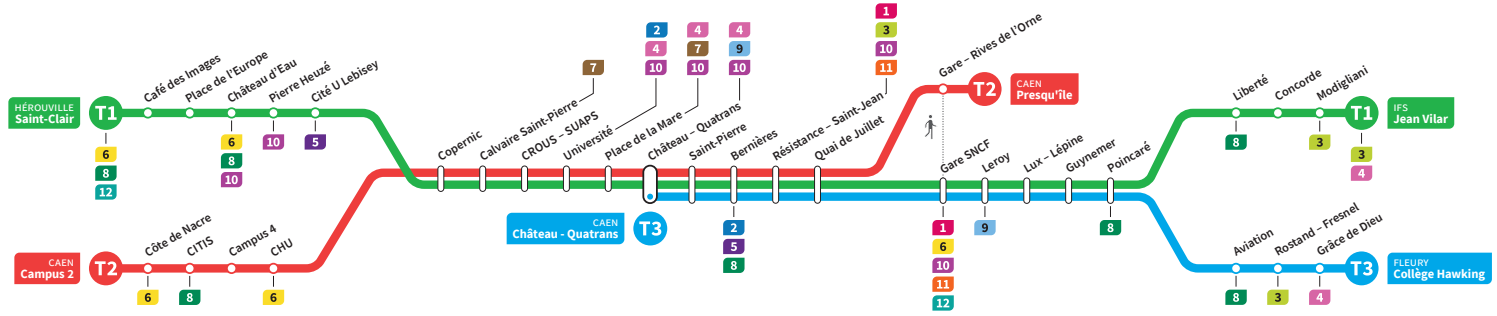 HÉROUVILLE
Saint-Clair
T1
6
8
12
Café des Images
Place de l'Europe
Château d'Eau
6
8
10
Pierre Heuzé
10
Cité U Lebisey
5
CAEN
Campus 2
T2
Côte de Nacre
6
CITIS
8
Campus 4
CHU
6
Copernic
Calvaire Saint-Pierre
7
CROUS – SUAPS
Université
2
4
10
Place de la Mare
4
7
10
Château – Quatrans
4
9
10
CAEN
Château - Quatrans
T3
Saint-Pierre
Bernières
2
5
8
Résistance – Saint-Jean
1
3
10
11
Quai de Juillet
Gare – Rives de l'Orne
T2
CAEN
Presqu'île
Gare SNCF
1
6
10
11
12
Leroy
9
Lux – Lépine
Guynemer
Poincaré
8
Liberté
8
Concorde
Modigliani
3
T1
3
4
IFS
Jean Vilar
Aviation
8
Rostand – Fresnel
3
Grâce de Dieu
4
T3
FLEURY
Collège Hawking